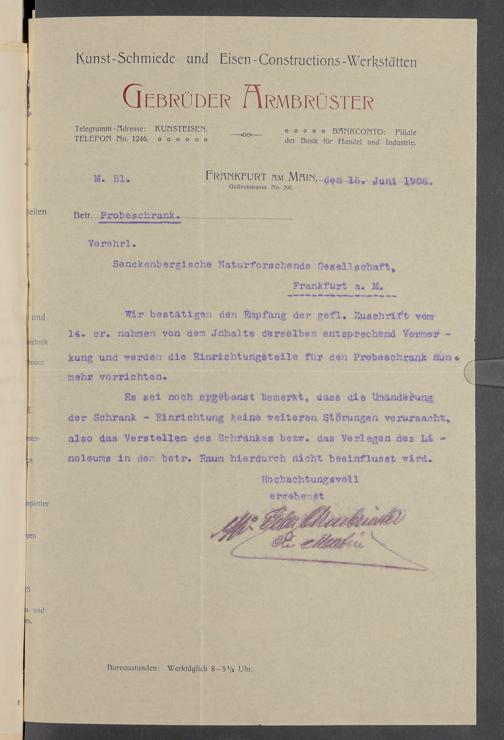 Kunst-Schmiede und Eisen-Constructions-Werkstätten
GEBRÜDER ARMBRÜSTER
Telegramm-Adresse: KUNSTEISEN.
TELEFON No. 1246.
BANKCONTO: Filiale
der Bank für Handel und Industrie.
M. Bl.
FRANKFURT AM MAIN, den 16. Juni 1906.
Gutleutstrasse No.
Betr. Probeschrank.
Verehrl.
Senckenbergische Naturforschende Gesellschaft,
Frankfurt a. M.
Wir bestätigen den Empfang der gefl. Zuschrift vom
14. cr. nahmen von dem Jnhalte derselben entsprechend Vormer -
kung und werden die Einrichtungsteile für den Probeschrank nun-
mehr vorrichten.
Es sei noch ergebenst bemerkt, dass die Umänderung
der Schrank - Einrichtung keine weiteren Störungen verursacht,
also das Verstellen des Schrankes bezw. das Verlegen des Li -
noleums in dem betr. Raum hierdurch nicht beeinflusst wird.
Hochachtungsvoll
ergebenst
Armbrüster
Bureaustunden: Werktäglich 8-5½ Uhr.
beiten
und